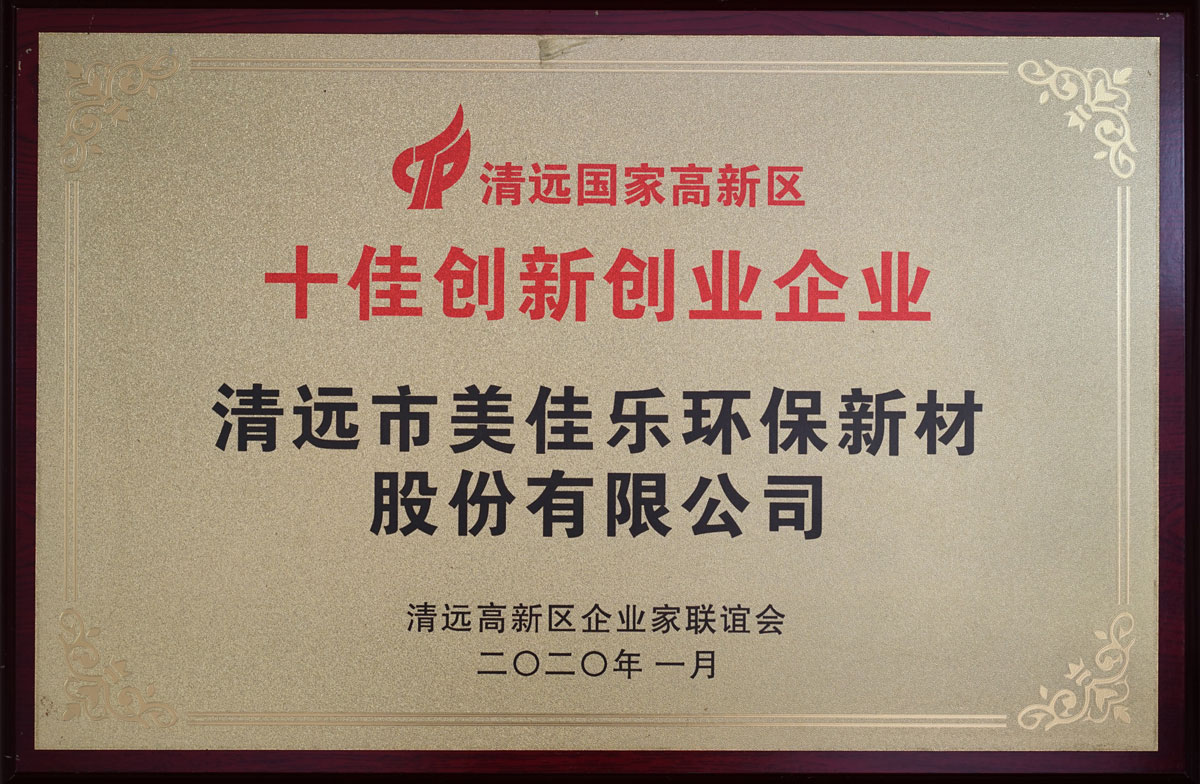 清远国家高新区
十佳创新创业企业
清远市美佳乐环保新材
股份有限公司
清远高新区企业家联谊会
二〇二〇年 一月